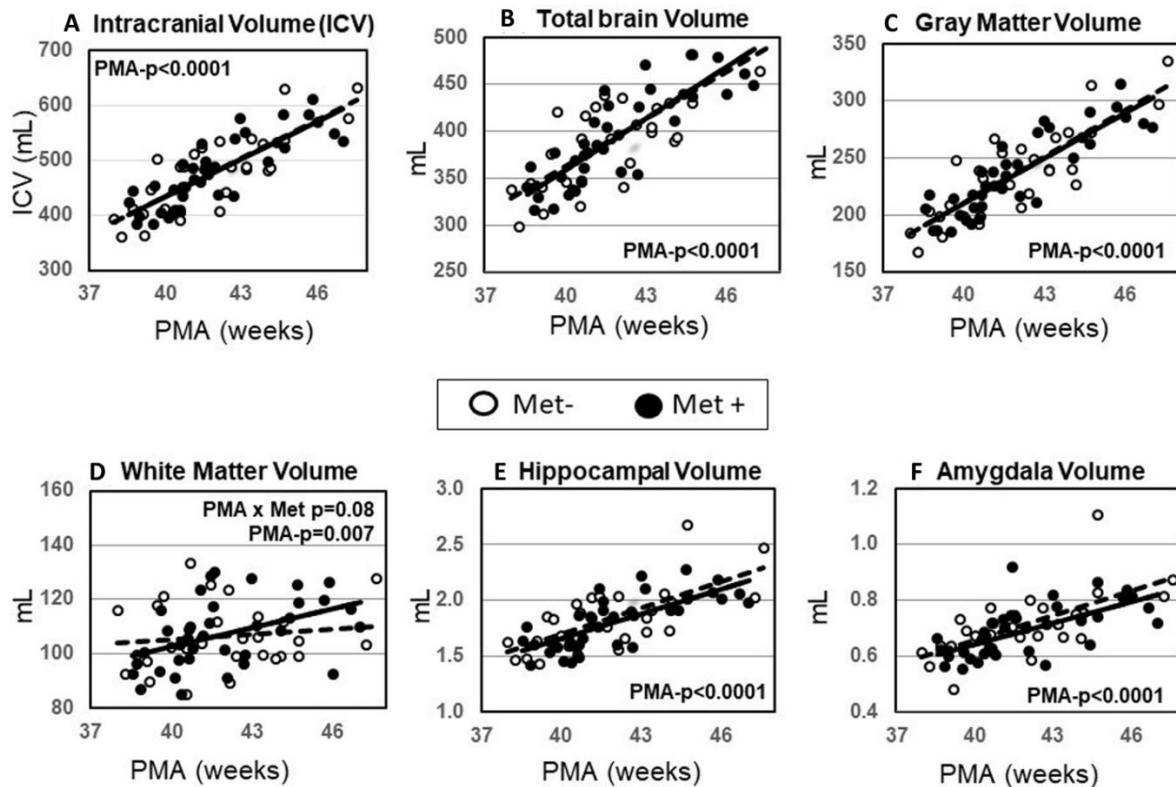 A Intracranial Volume (ICV)
700
600
500
400
300
ICV (mL)
PMA-p<0.0001
37 40 43 46
PMA (weeks)
B Total brain Volume
500
450
400
350
300
250
mL
PMA-p<0.0001
37 40 43 46
PMA (weeks)
C Gray Matter Volume
350
300
250
200
150
mL
PMA-p<0.0001
37 40 43 46
PMA (weeks)
Met- Met +
D White Matter Volume
160
140
120
100
80
mL
PMA x Met p=0.08
PMA-p=0.007
37 40 43 46
PMA (weeks)
E Hippocampal Volume
3.0
2.5
2.0
1.5
1.0
mL
PMA-p<0.0001
37 40 43 46
PMA (weeks)
F Amygdala Volume
1.2
1.0
0.8
0.6
0.4
mL
PMA-p<0.0001
37 40 43 46
PMA (weeks)